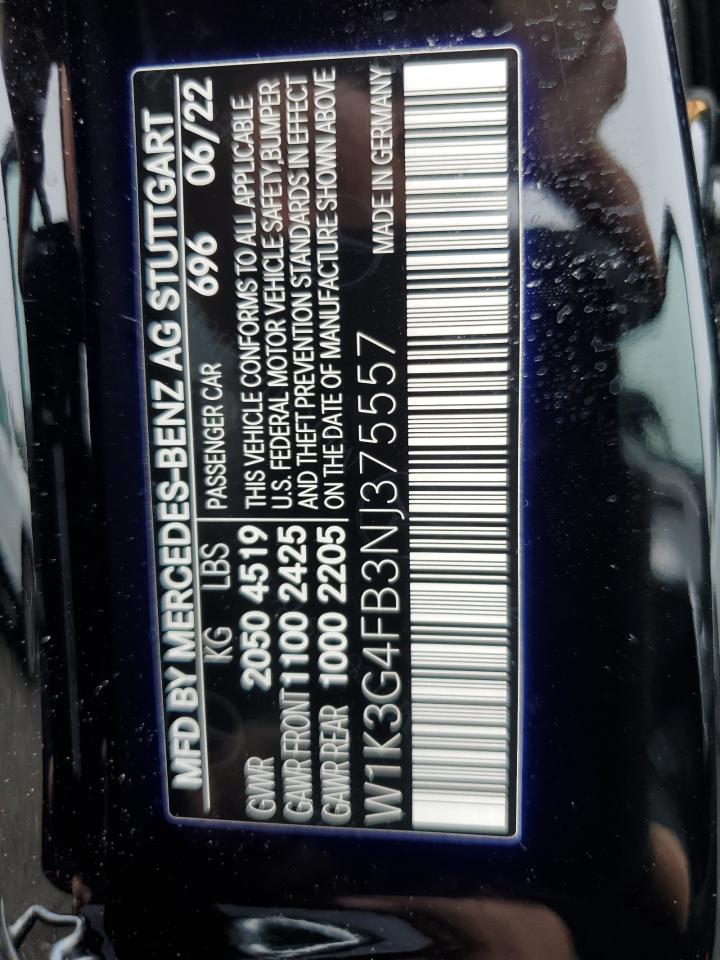 MFD BY MERCEDES-BENZ AG STUTTGART
KG LBS PASSENGER CAR 696 06/22
GVWR 2050 4519 THIS VEHICLE CONFORMS TO ALL APPLICABLE
GAWR FRONT 1100 2425 U.S. FEDERAL MOTOR VEHICLE SAFETY,BUMPER
AND THEFT PREVENTION STANDARDS IN EFFECT
GAWR REAR 1000 2205 ON THE DATE OF MANUFACTURE SHOWN ABOVE
W1K3G4FB3NJ375557 MADE IN GERMANY